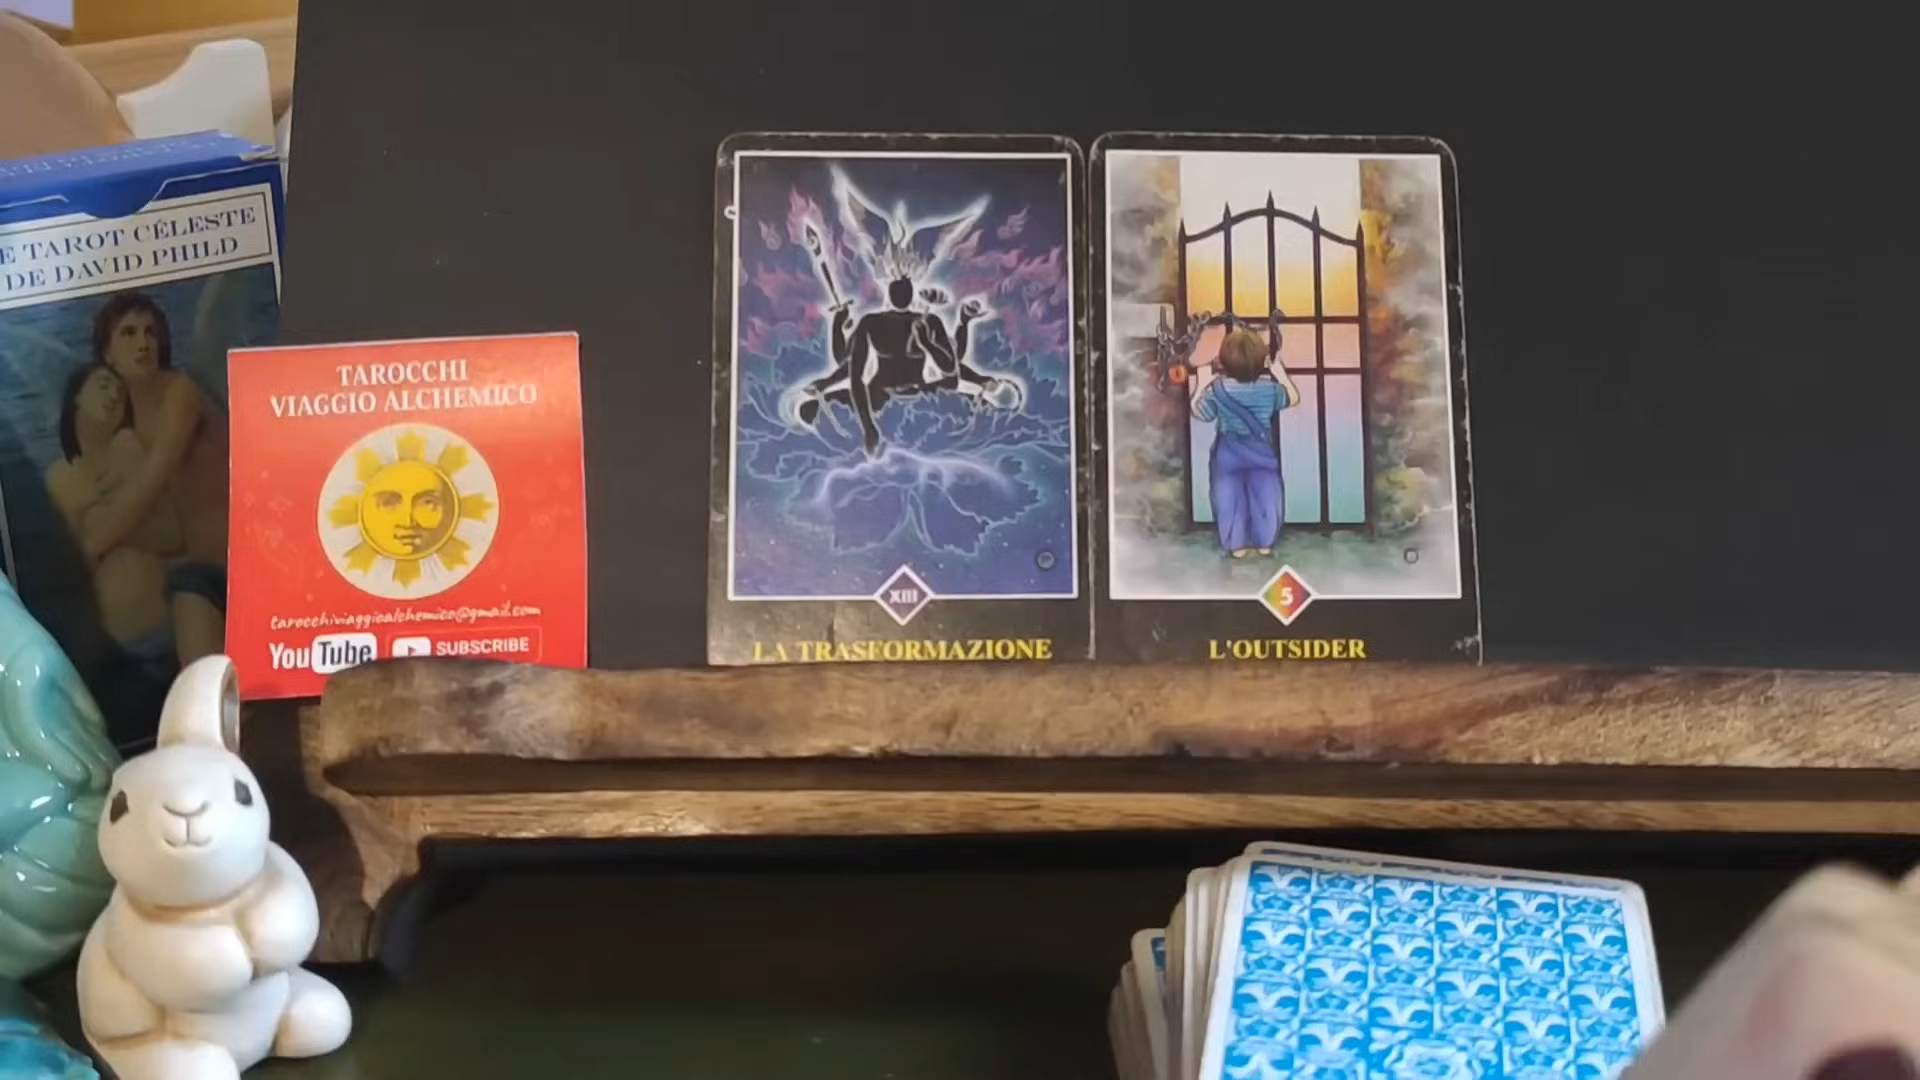 E TAROT CÉLESTE
DE DAVID PHILD
TAROCCHI
VIAGGIO ALCHEMICO
tarocchiviaggioalchemico@gmail.com
YouTube
SUBSCRIBE
XIII
LA TRASFORMAZIONE
5
L'OUTSIDER